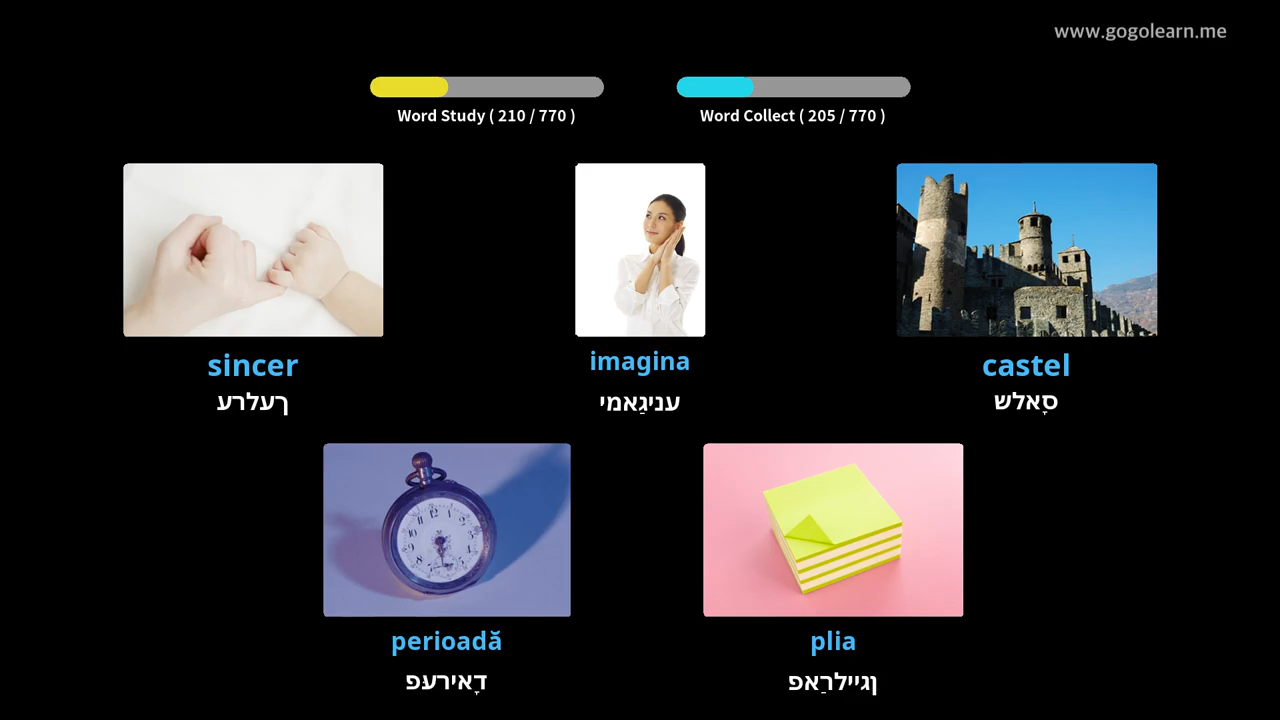 www.gogolearn.me
Word Study ( 210 / 770 )
Word Collect ( 205 / 770 )
sincer
ךעלרע
imagina
עניגַאמי
castel
סָאלש
perioadă
דָאירעּפ
plia
ןגיילרַאפ